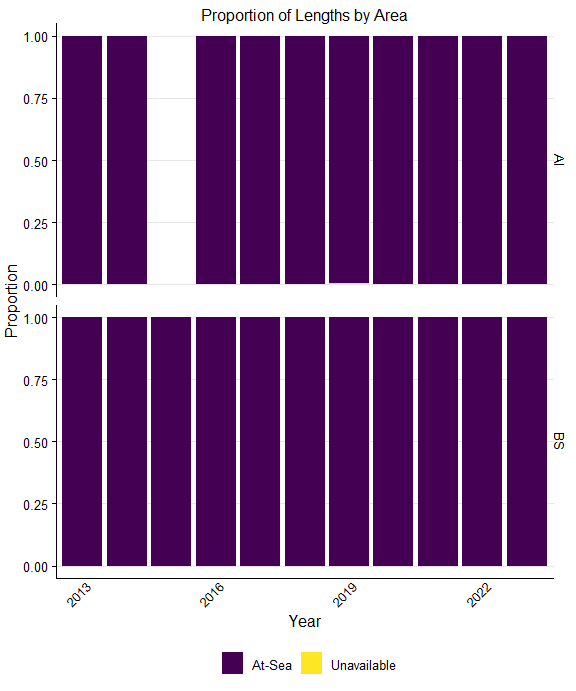 Proportion of Lengths by Area
1.00
0.75
0.50
0.25
0.00
AI
Proportion
1.00
0.75
0.50
0.25
0.00
BS
2013 2016 2019 2022
Year
At-Sea Unavailable